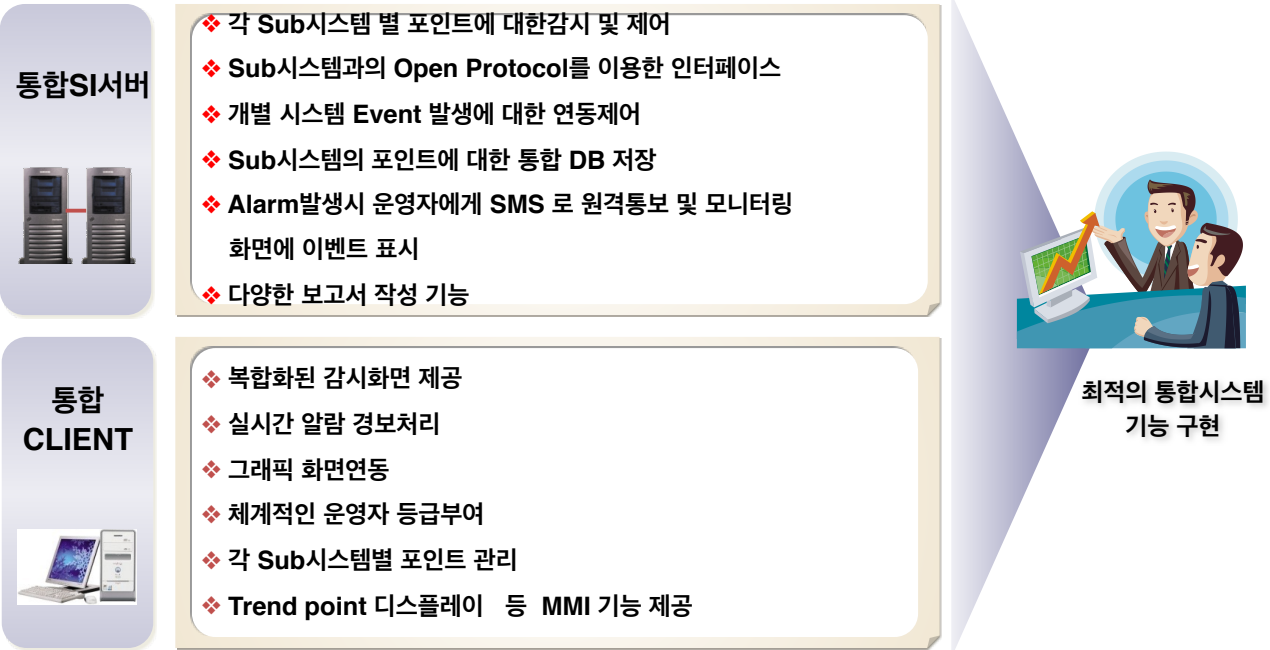 통합SI서버
❖ 각 Sub시스템 별 포인트에 대한감시 및 제어
❖ Sub시스템과의 Open Protocol를 이용한 인터페이스
❖ 개별 시스템 Event 발생에 대한 연동제어
❖ Sub시스템의 포인트에 대한 통합 DB 저장
❖ Alarm발생시 운영자에게 SMS 로 원격통보 및 모니터링
화면에 이벤트 표시
❖ 다양한 보고서 작성 기능
통합
CLIENT
❖ 복합화된 감시화면 제공
❖ 실시간 알람 경보처리
❖ 그래픽 화면연동
❖ 체계적인 운영자 등급부여
❖ 각 Sub시스템별 포인트 관리
❖ Trend point 디스플레이 등 MMI 기능 제공
최적의 통합시스템
기능 구현